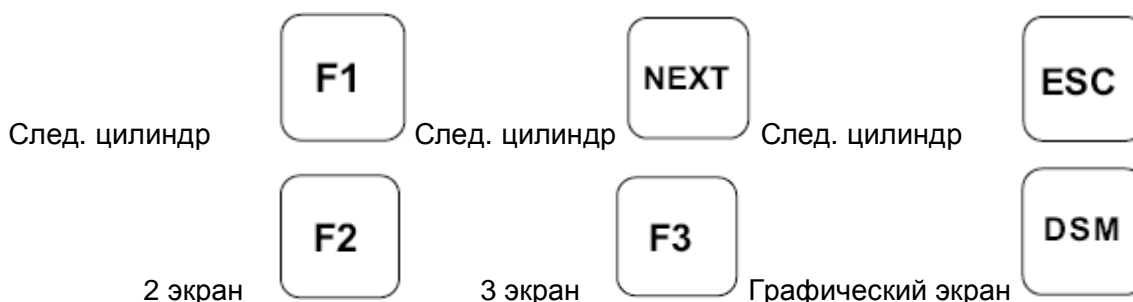 F1 NEXT ESC
След. цилиндр След. цилиндр След. цилиндр
F2 F3 DSM
2 экран 3 экран Графический экран